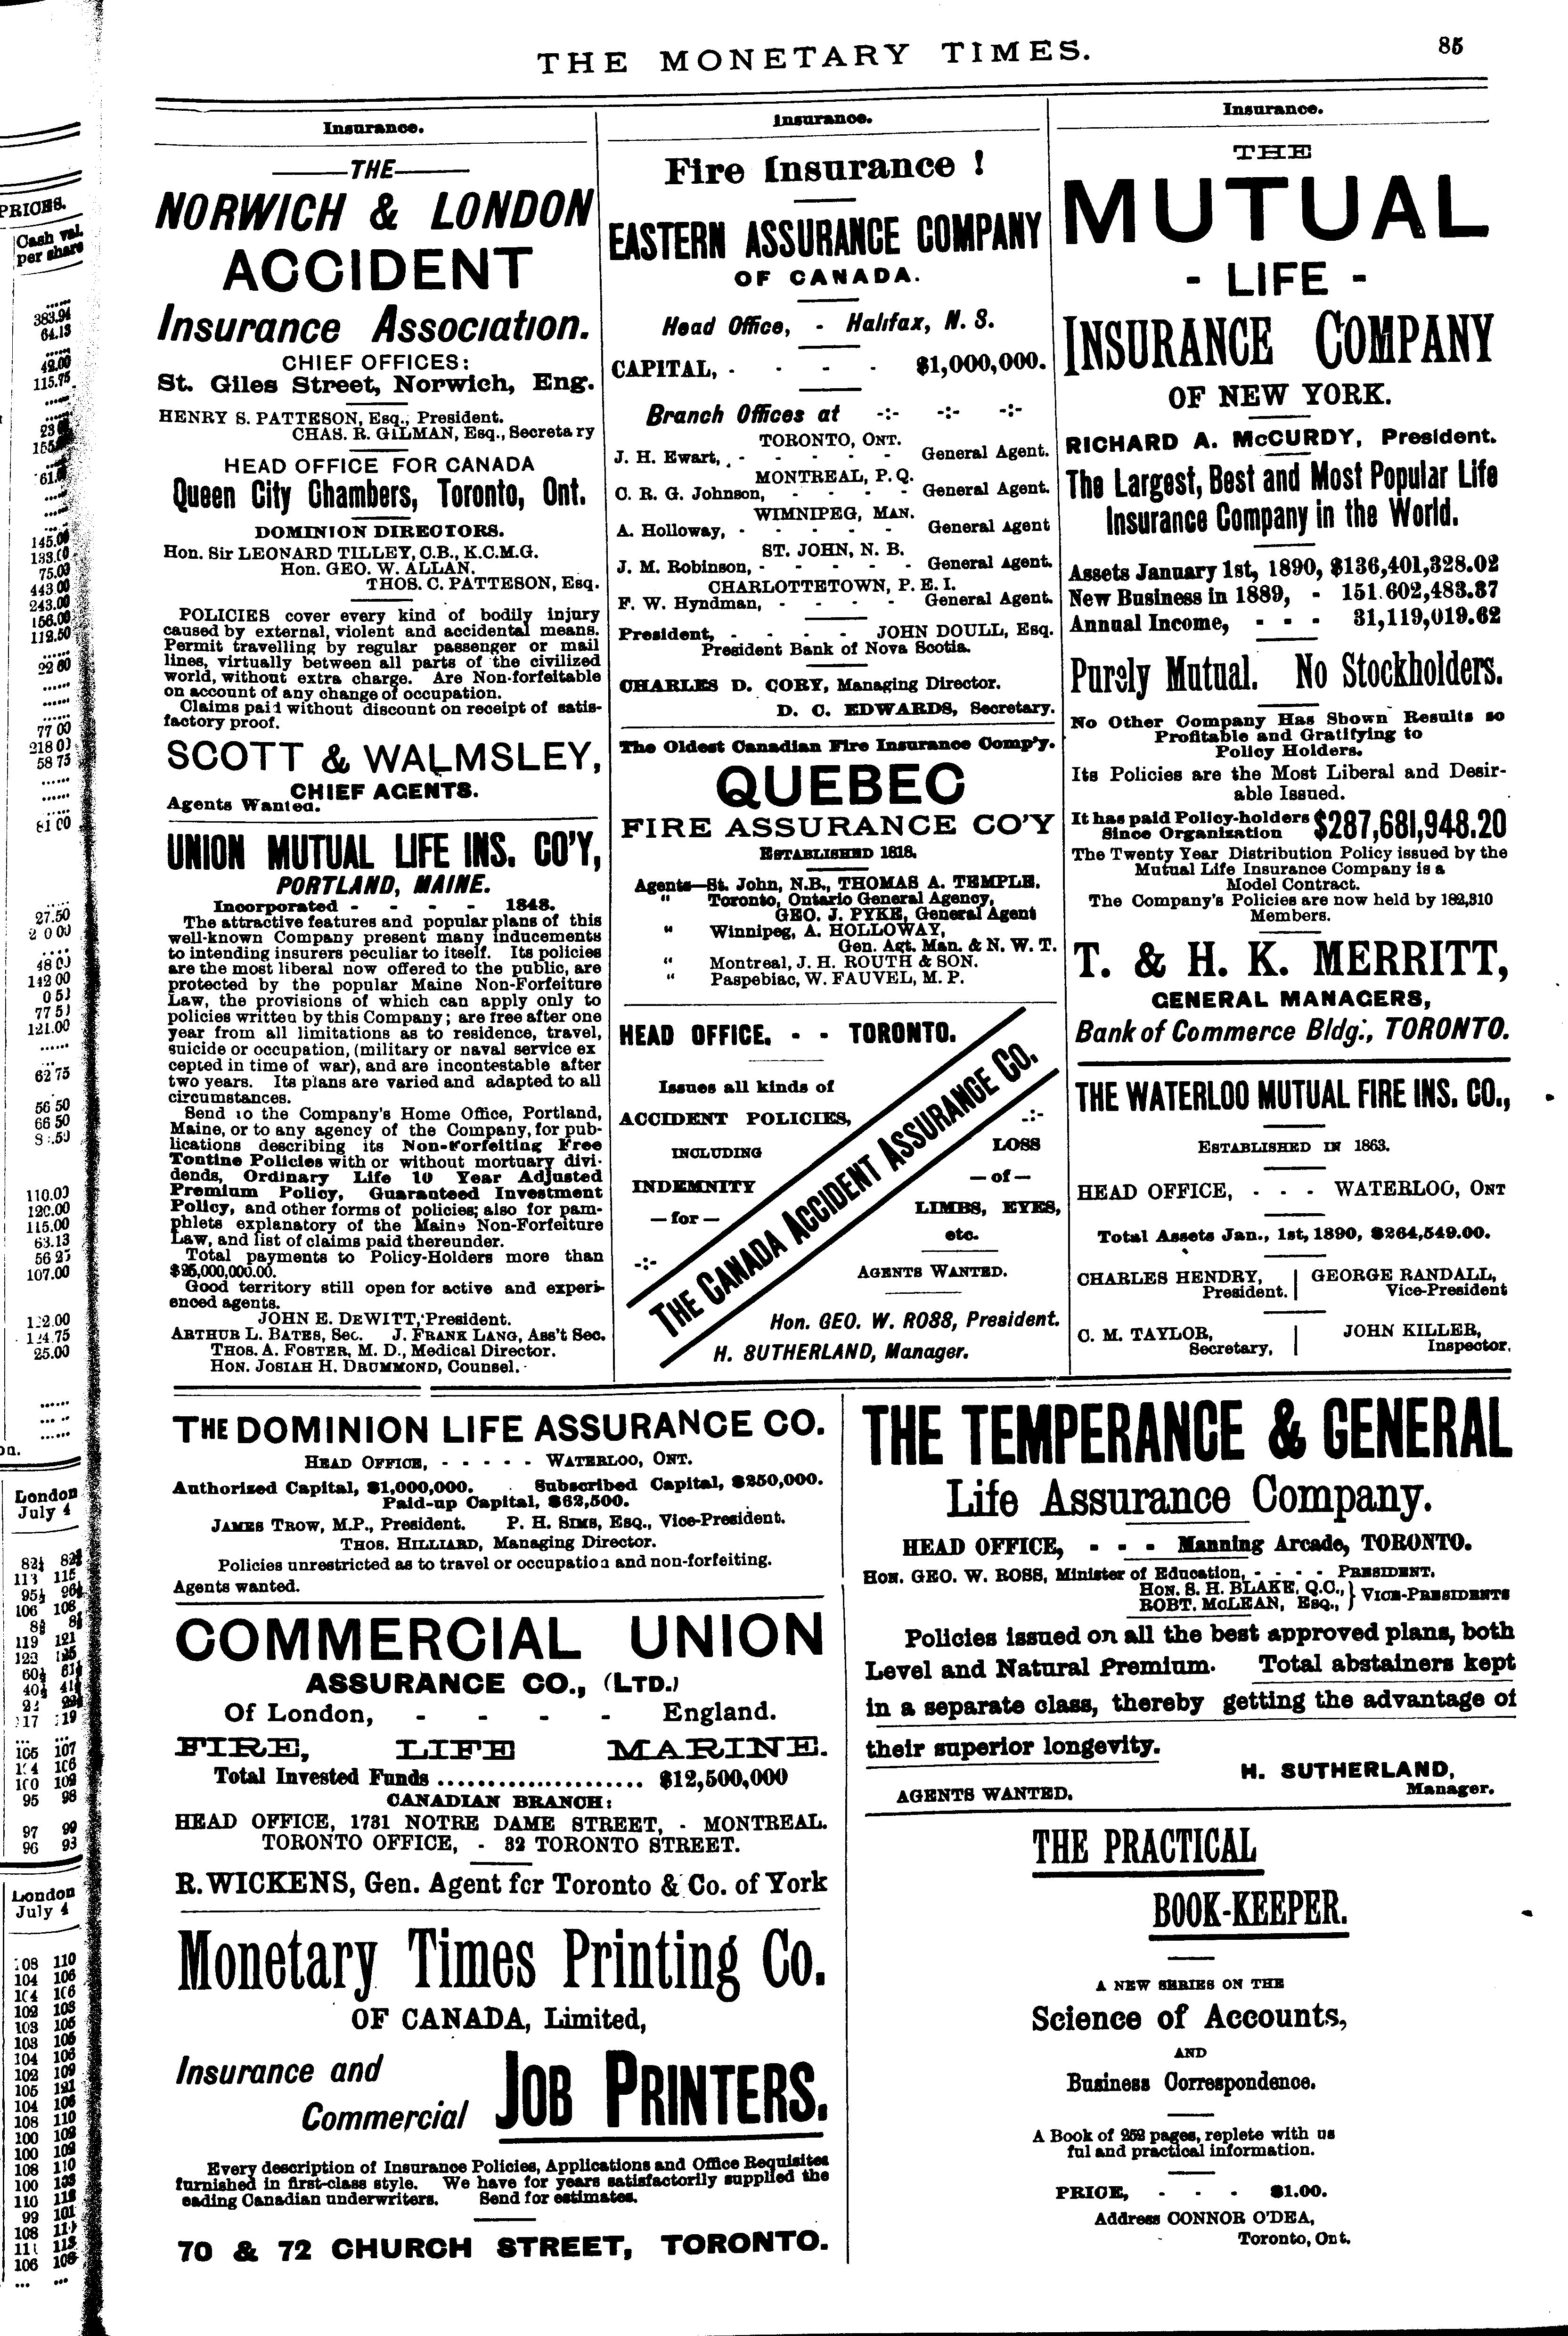 THE MONETARY TIMES.
85
Insurance.
THE
NORWICH & LONDON
ACCIDENT
Insurance Association.
CHIEF OFFICES:
St. Giles Street, Norwich, Eng.
HENRY S. PATTESON, Esq., President.
CHAS. R. GILMAN, Esq., Secretary
HEAD OFFICE FOR CANADA
Queen City Chambers, Toronto, Ont.
DOMINION DIRECTORS.
Hon. Sir LEONARD TILLEY, C.B., K.C.M.G.
Hon. GEO. W. ALLAN.
THOS. C. PATTESON, Esq.
POLICIES cover every kind of bodily injury
caused by external, violent and accidental means.
Permit travelling by regular passenger or mail
lines, virtually between all parts of the civilized
world, without extra charge. Are Non-forfeitable
on account of any change of occupation.
Claims paid without discount on receipt of satis-
factory proof.
SCOTT & WALMSLEY,
CHIEF AGENTS.
Agents Wanted.
UNION MUTUAL LIFE INS. CO'Y,
PORTLAND, MAINE.
Incorporated - - - - 1848.
The attractive features and popular plans of this
well-known Company present many inducements
to intending insurers peculiar to itself. Its policies
are the most liberal now offered to the public, are
protected by the popular Maine Non-Forfeiture
Law, the provisions of which can apply only to
policies written by this Company; are free after one
year from all limitations as to residence, travel,
suicide or occupation, (military or naval service ex
cepted in time of war), and are incontestable after
two years. Its plans are varied and adapted to all
circumstances.
Send to the Company's Home Office, Portland,
Maine, or to any agency of the Company, for pub-
lications describing its Non-Forfeiting Free
Tontine Policies with or without mortuary divi-
dends, Ordinary Life 10 Year Adjusted
Premium Policy, Guaranteed Investment
Policy, and other forms of policies; also for pam-
phlets explanatory of the Maine Non-Forfeiture
Law, and list of claims paid thereunder.
Total payments to Policy-Holders more than
$25,000,000.00.
Good territory still open for active and experi-
enced agents.
JOHN E. DEWITT, President.
ARTHUR L. BATES, Sec. J. FRANK LANG, Ass't Sec.
THOS. A. FOSTER, M. D., Medical Director.
HON. JOSIAH H. DRUMMOND, Counsel.
Insurance.
Fire Insurance !
EASTERN ASSURANCE COMPANY
OF CANADA.
Head Office, - Halifax, N. S.
CAPITAL, - - - - $1,000,000.
Branch Offices at -:- -:- -:-
TORONTO, ONT.
J. H. Ewart, - - - - - General Agent.
MONTREAL, P. Q.
C. R. G. Johnson, - - - - General Agent.
WIMNIPEG, MAN.
A. Holloway, - - - - - General Agent
ST. JOHN, N. B.
J. M. Robinson, - - - - - General Agent.
CHARLOTTETOWN, P. E. I.
F. W. Hyndman, - - - - General Agent.
President, - - - - JOHN DOULL, Esq.
President Bank of Nova Scotia.
CHARLES D. CORY, Managing Director.
D. C. EDWARDS, Secretary.
The Oldest Canadian Fire Insurance Comp'y.
QUEBEC
FIRE ASSURANCE CO'Y
ESTABLISHED 1818.
Agents—St. John, N.B., THOMAS A. TEMPLE.
" Toronto, Ontario General Agency,
GEO. J. PYKE, General Agent
" Winnipeg, A. HOLLOWAY,
Gen. Agt. Man. & N. W. T.
" Montreal, J. H. ROUTH & SON.
" Paspebiac, W. FAUVEL, M. P.
HEAD OFFICE. - - TORONTO.
Issues all kinds of
ACCIDENT POLICIES,
INCLUDING
INDEMNITY
—for—
-:-
THE CANADA ACCIDENT ASSURANCE CO.
-:-
LOSS
—of—
LIMBS, EYES,
etc.
AGENTS WANTED.
Hon. GEO. W. ROSS, President.
H. SUTHERLAND, Manager.
Insurance.
THE
MUTUAL
- LIFE -
INSURANCE COMPANY
OF NEW YORK.
RICHARD A. McCURDY, President.
The Largest, Best and Most Popular Life
Insurance Company in the World.
Assets January 1st, 1890, $136,401,328.02
New Business in 1889, - 151.602,483.37
Annual Income, - - - 31,119,019.62
Purely Mutual. No Stockholders.
No Other Company Has Shown Results so
Profitable and Gratifying to
Policy Holders.
Its Policies are the Most Liberal and Desir-
able Issued.
It has paid Policy-holders
Since Organization $287,681,948.20
The Twenty Year Distribution Policy issued by the
Mutual Life Insurance Company is a
Model Contract.
The Company's Policies are now held by 182,310
Members.
T. & H. K. MERRITT,
GENERAL MANAGERS,
Bank of Commerce Bldg., TORONTO.
THE WATERLOO MUTUAL FIRE INS. CO.,
ESTABLISHED IN 1863.
HEAD OFFICE, - - - WATERLOO, ONT
Total Assets Jan., 1st, 1890, $264,549.00.
CHARLES HENDRY,
President.
GEORGE RANDALL,
Vice-President
C. M. TAYLOR,
Secretary,
JOHN KILLER,
Inspector.
THE DOMINION LIFE ASSURANCE CO.
HEAD OFFICE, - - - - - WATERLOO, ONT.
Authorized Capital, $1,000,000. Subscribed Capital, $250,000.
Paid-up Capital, $62,500.
JAMES TROW, M.P., President. P. H. SIMS, ESQ., Vice-President.
THOS. HILLIARD, Managing Director.
Policies unrestricted as to travel or occupation and non-forfeiting.
Agents wanted.
COMMERCIAL UNION
ASSURANCE CO., (LTD.)
Of London, - - - - England.
FIRE, LIFE MARINE.
Total Invested Funds ..................... $12,500,000
CANADIAN BRANCH:
HEAD OFFICE, 1731 NOTRE DAME STREET, - MONTREAL.
TORONTO OFFICE, - 32 TORONTO STREET.
R. WICKENS, Gen. Agent for Toronto & Co. of York
Monetary Times Printing Co.
OF CANADA, Limited,
Insurance and
Commercial JOB PRINTERS.
Every description of Insurance Policies, Applications and Office Requisites
furnished in first-class style. We have for years satisfactorily supplied the
eading Canadian underwriters. Send for estimates.
70 & 72 CHURCH STREET, TORONTO.
THE TEMPERANCE & GENERAL
Life Assurance Company.
HEAD OFFICE, - - - Manning Arcade, TORONTO.
HON. GEO. W. ROSS, Minister of Education, - - - - PRESIDENT.
HON. S. H. BLAKE, Q.C.,
ROBT. McLEAN, ESQ., } VICE-PRESIDENTS
Policies issued on all the best approved plans, both
Level and Natural Premium. Total abstainers kept
in a separate class, thereby getting the advantage of
their superior longevity.
H. SUTHERLAND,
Manager.
AGENTS WANTED.
THE PRACTICAL
BOOK-KEEPER.
A NEW SERIES ON THE
Science of Accounts,
AND
Business Correspondence.
A Book of 252 pages, replete with us
ful and practical information.
PRICE, - - - $1.00.
Address CONNOR O'DEA,
Toronto, Ont.